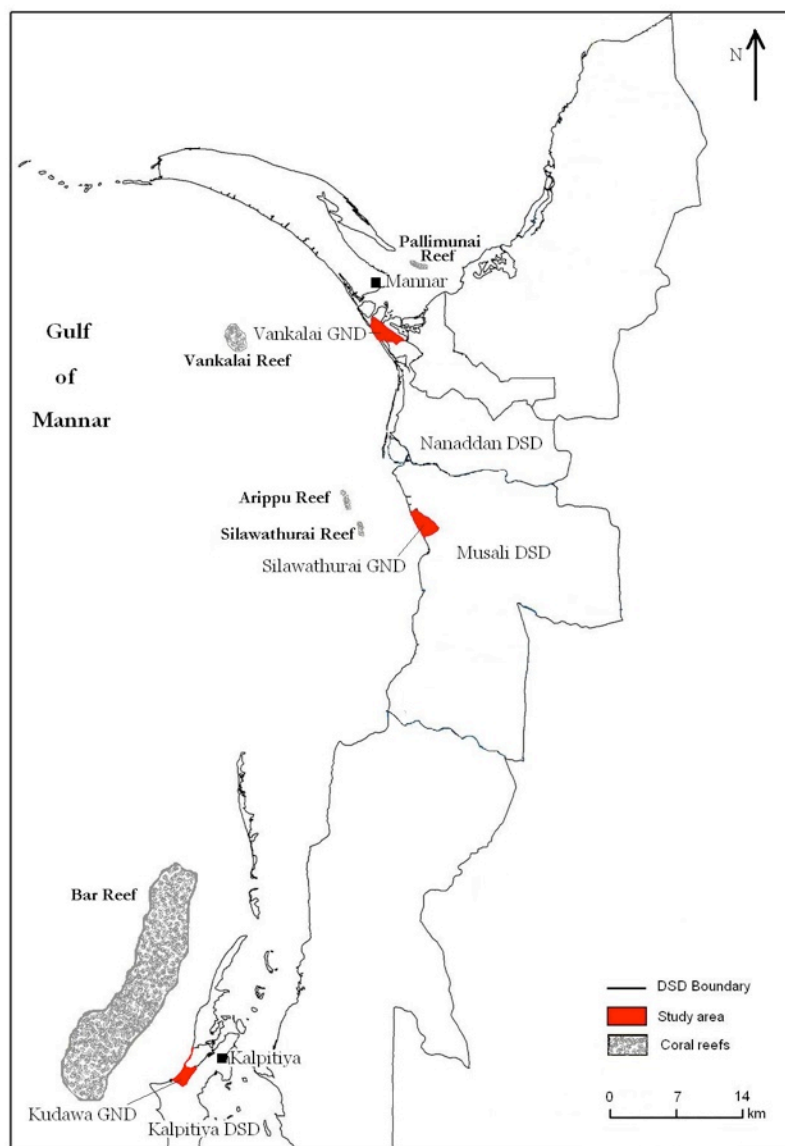 N
Pallimunai
Reef
Mannar
Vankalai GND
Gulf
of
Mannar
Vankalai Reef
Nanaddan DSD
Arippu Reef
Silawathurai Reef
Silawathurai GND
Musali DSD
Bar Reef
Kalpitiya
Kudawa GND
Kalpitiya DSD
DSD Boundary
Study area
Coral reefs
0 7 14
km